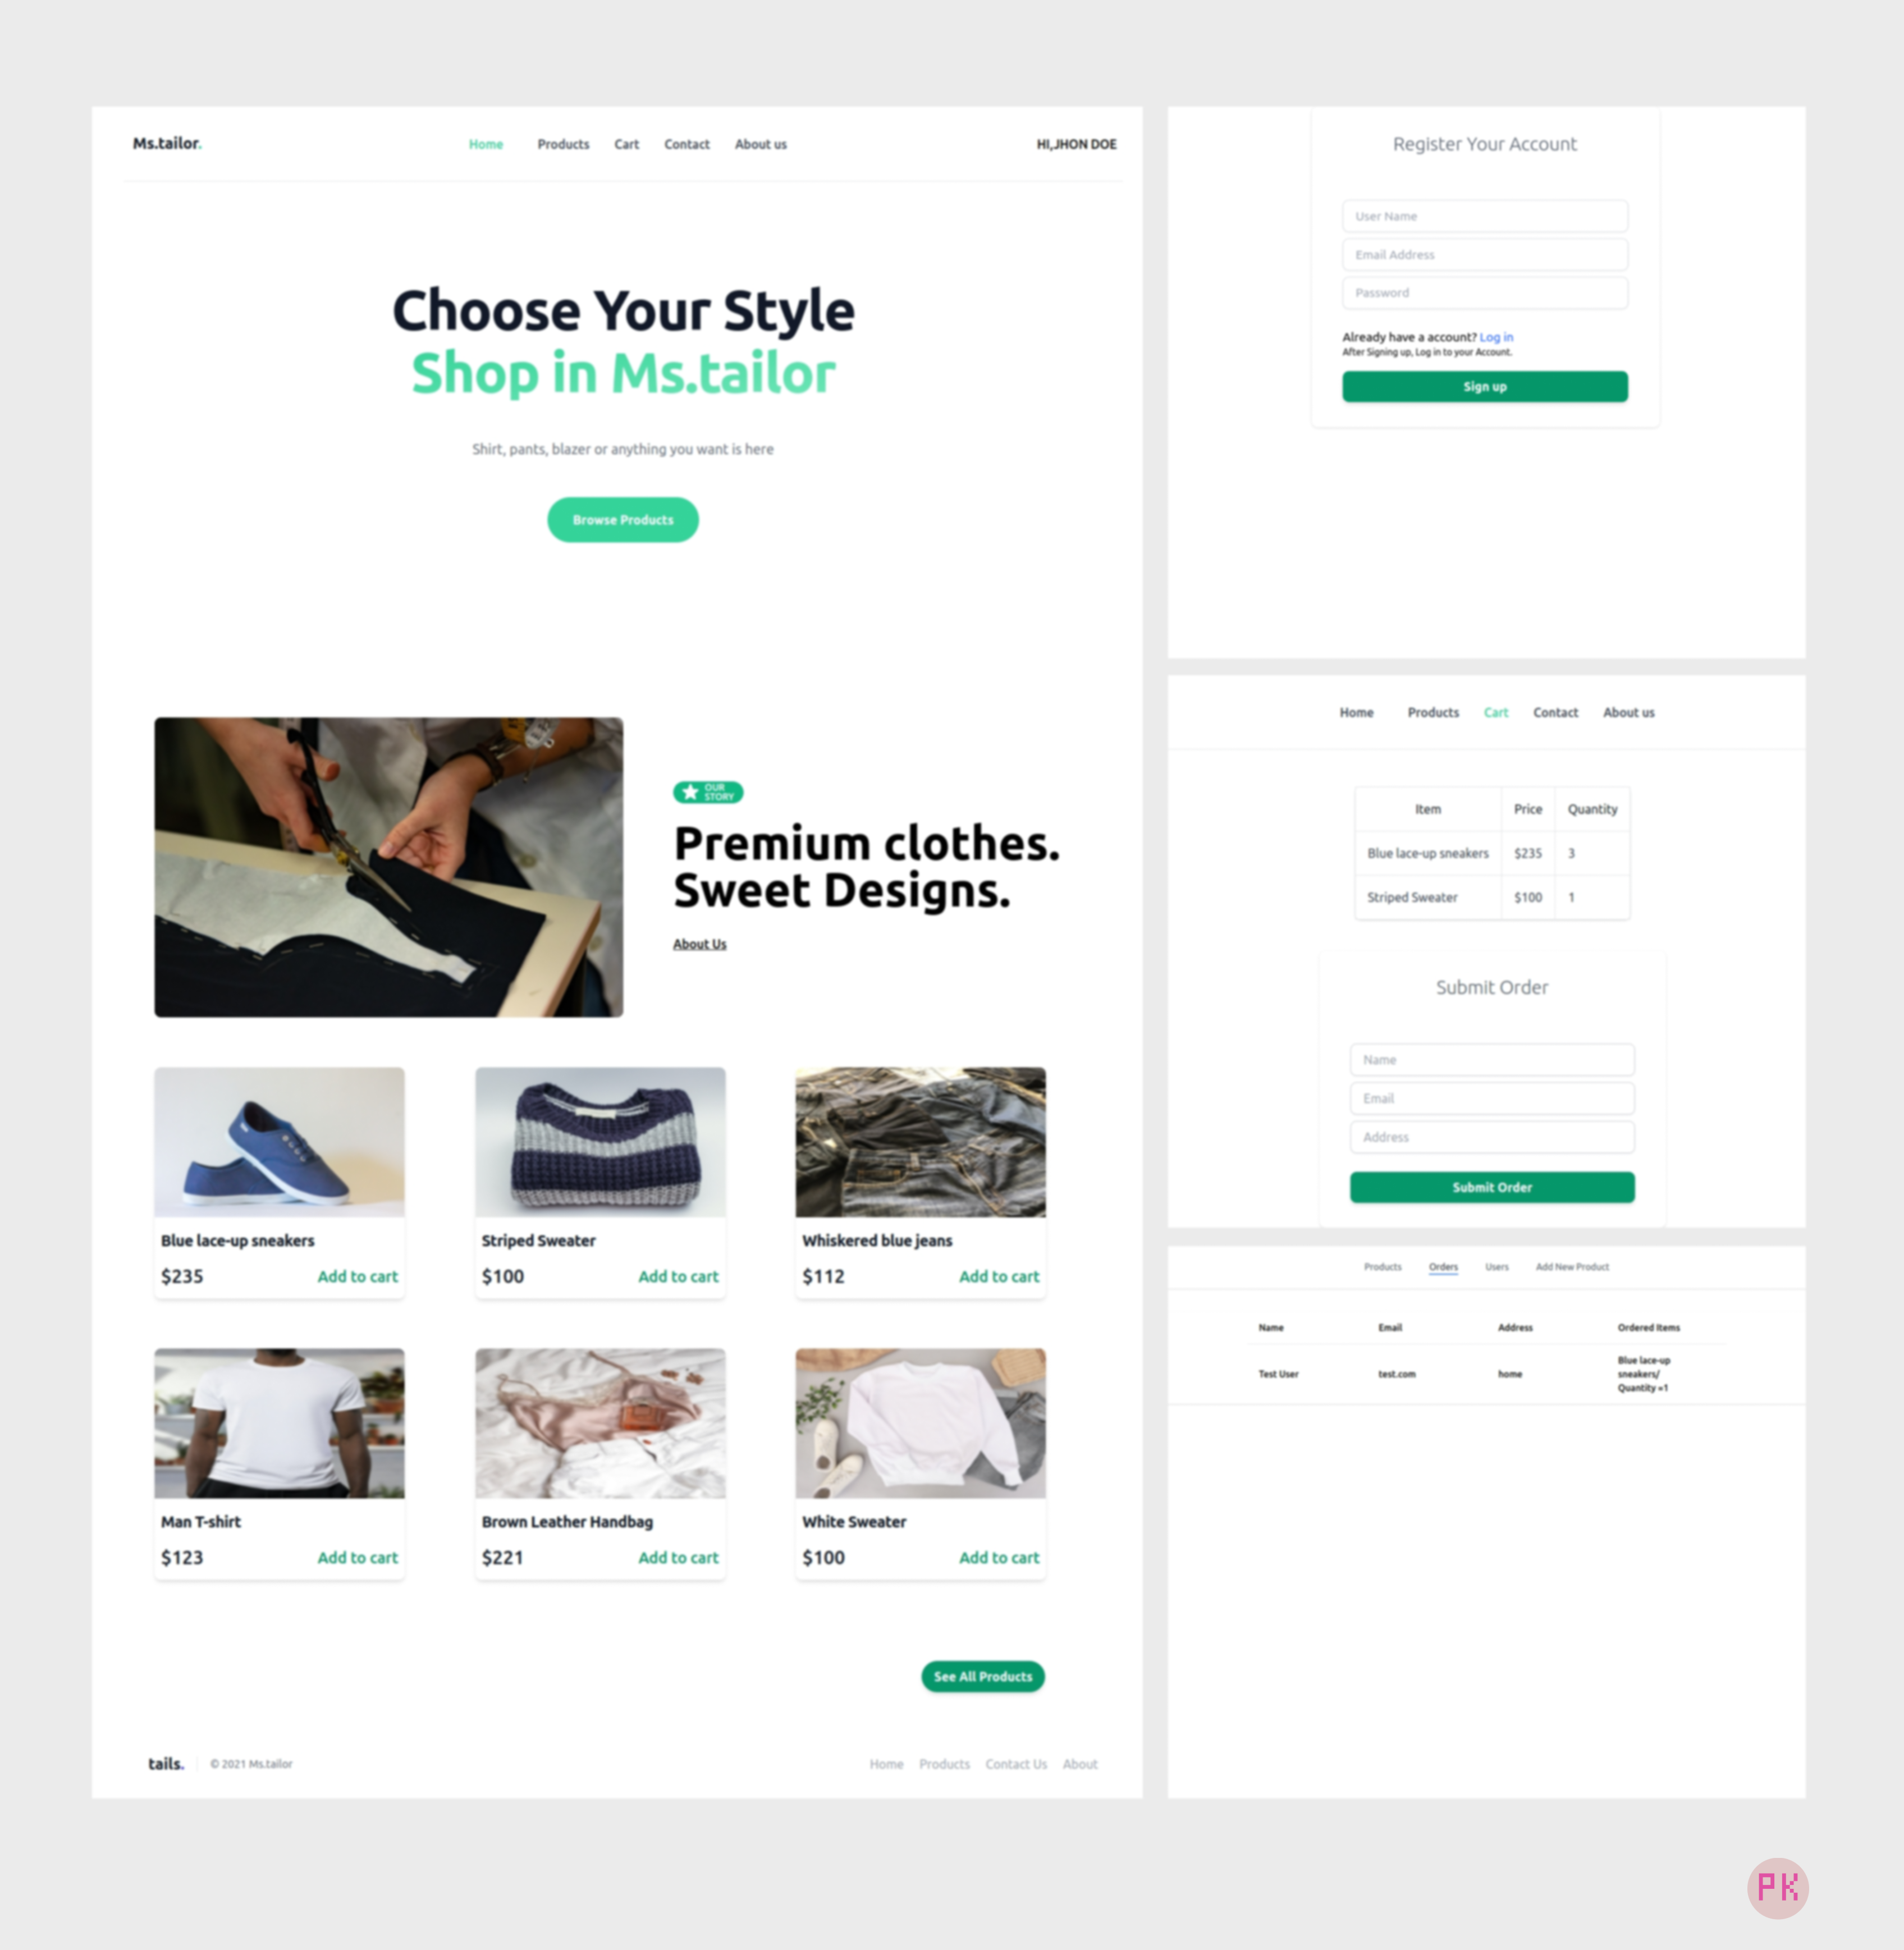 Ms.tailor.
Home Products Cart Contact About us
HI,JHON DOE
Choose Your Style
Shop in Ms.tailor
Shirt, pants, blazer or anything you want is here
Browse Products
OUR
STORY
Premium clothes.
Sweet Designs.
About Us
Blue lace-up sneakers
$235 Add to cart
Striped Sweater
$100 Add to cart
Whiskered blue jeans
$112 Add to cart
Man T-shirt
$123 Add to cart
Brown Leather Handbag
$221 Add to cart
White Sweater
$100 Add to cart
See All Products
tails. © 2021 Ms.tailor
Home Products Contact Us About
Register Your Account
User Name
Email Address
Password
Already have a account? Log in
After Signing up, Log in to your Account.
Sign up
Home Products Cart Contact About us
Item Price Quantity
Blue lace-up sneakers $235 3
Striped Sweater $100 1
Submit Order
Name
Email
Address
Submit Order
Products Orders Users Add New Product
Name Email Address Ordered Items
Test User test.com home Blue lace-up
sneakers/
Quantity =1
PK